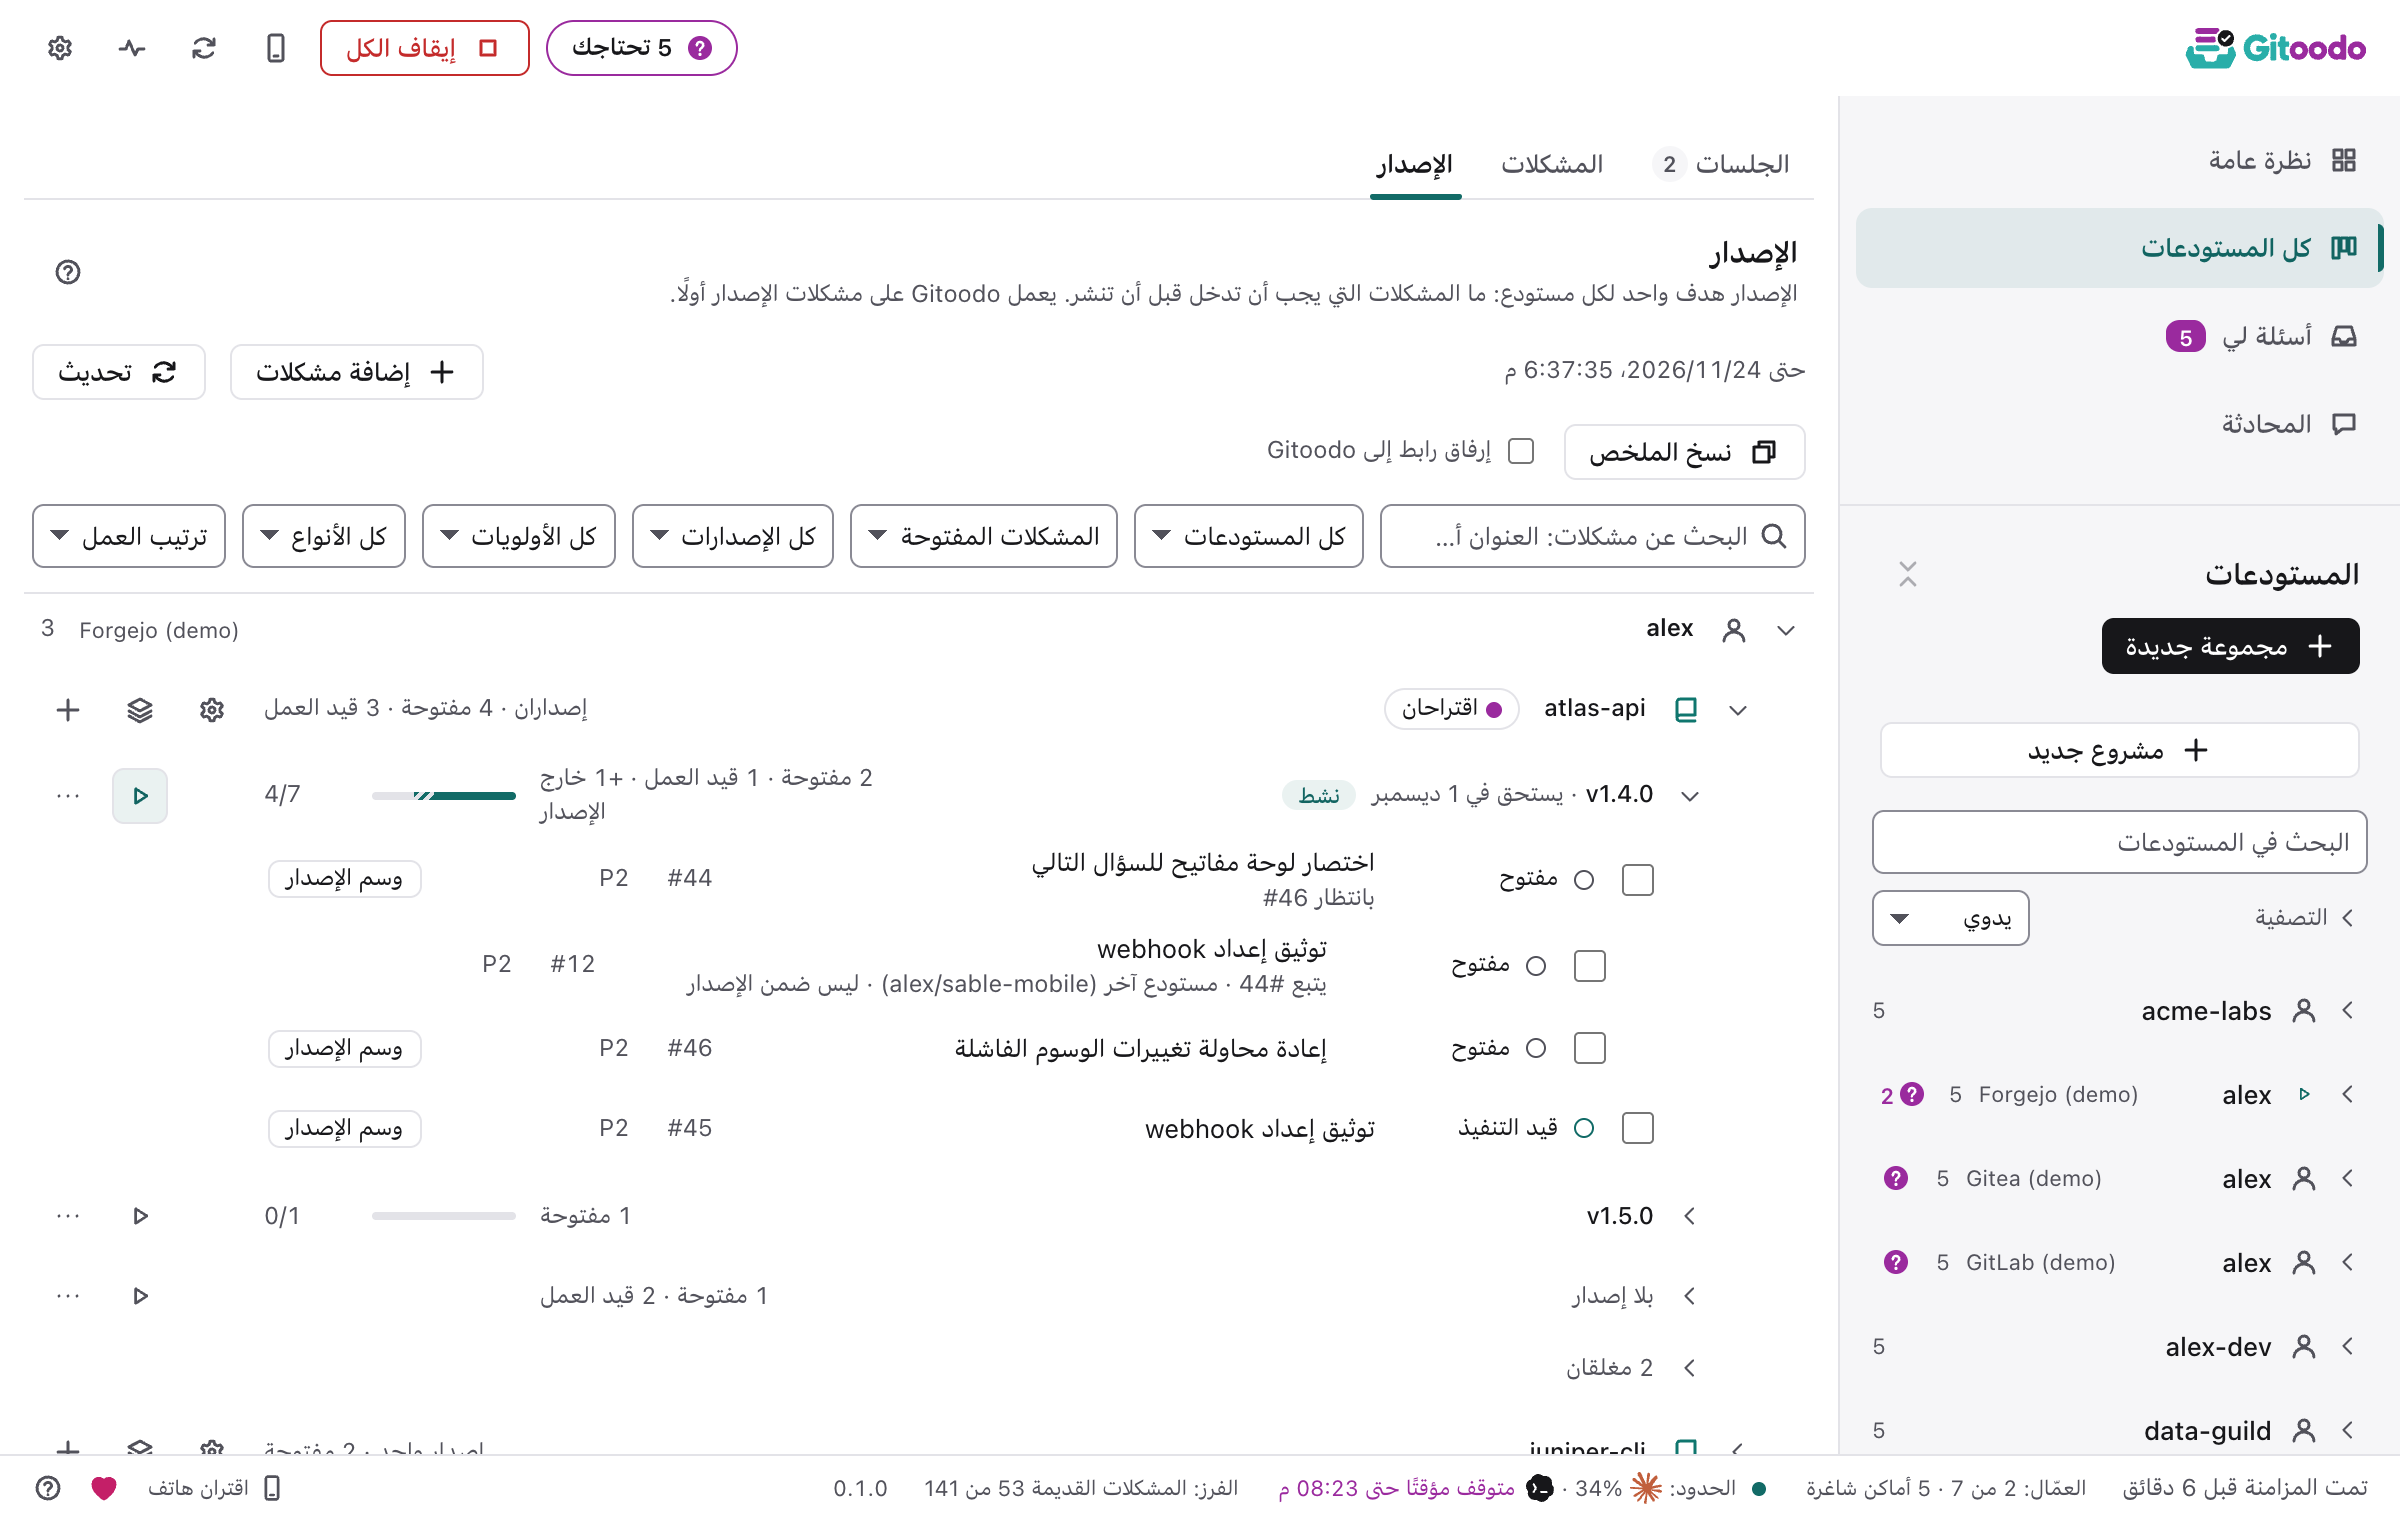 Gitoodo
5 تحتاجك
إيقاف الكل
نظرة عامة
كل المستودعات
أسئلة لي 5
المحادثة
المستودعات
مجموعة جديدة
مشروع جديد
البحث في المستودعات
التصفية
يدوي
acme-labs 5
alex Forgejo (demo) 5 2
alex Gitea (demo) 5
alex GitLab (demo) 5
alex-dev 5
data-guild 5
الجلسات 2
المشكلات
الإصدار
الإصدار
الإصدار هدف واحد لكل مستودع: ما المشكلات التي يجب أن تدخل قبل أن تنشر. يعمل Gitoodo على مشكلات الإصدار أولًا.
حتى 2026/11/24، 6:37:35 م
إضافة مشكلات
تحديث
نسخ الملخص
إرفاق رابط إلى Gitoodo
البحث عن مشكلات: العنوان أ...
كل المستودعات
المشكلات المفتوحة
كل الإصدارات
كل الأولويات
كل الأنواع
ترتيب العمل
alex Forgejo (demo) 3
atlas-api اقتراحان إصداران · 4 مفتوحة · 3 قيد العمل
v1.4.0 · يستحق في 1 ديسمبر نشط 2 مفتوحة · 1 قيد العمل · +1 خارج الإصدار 4/7
مفتوح اختصار لوحة مفاتيح للسؤال التالي #44 P2 وسم الإصدار
بانتظار #46
مفتوح توثيق إعداد webhook #12 P2
يتبع #44 · مستودع آخر (alex/sable-mobile) · ليس ضمن الإصدار
مفتوح إعادة محاولة تغييرات الوسوم الفاشلة #46 P2 وسم الإصدار
قيد التنفيذ توثيق إعداد webhook #45 P2 وسم الإصدار
v1.5.0 1 مفتوحة 0/1
بلا إصدار 1 مفتوحة · 2 قيد العمل
2 مغلقان
juniper-cli إصدار واحد · 2 مفتوحة
تمت المزامنة قبل 6 دقائق
العمّال: 2 من 7 · 5 أماكن شاغرة
الحدود: 34% · متوقف مؤقتًا حتى 08:23 م
الفرز: المشكلات القديمة 53 من 141
0.1.0
اقتران هاتف